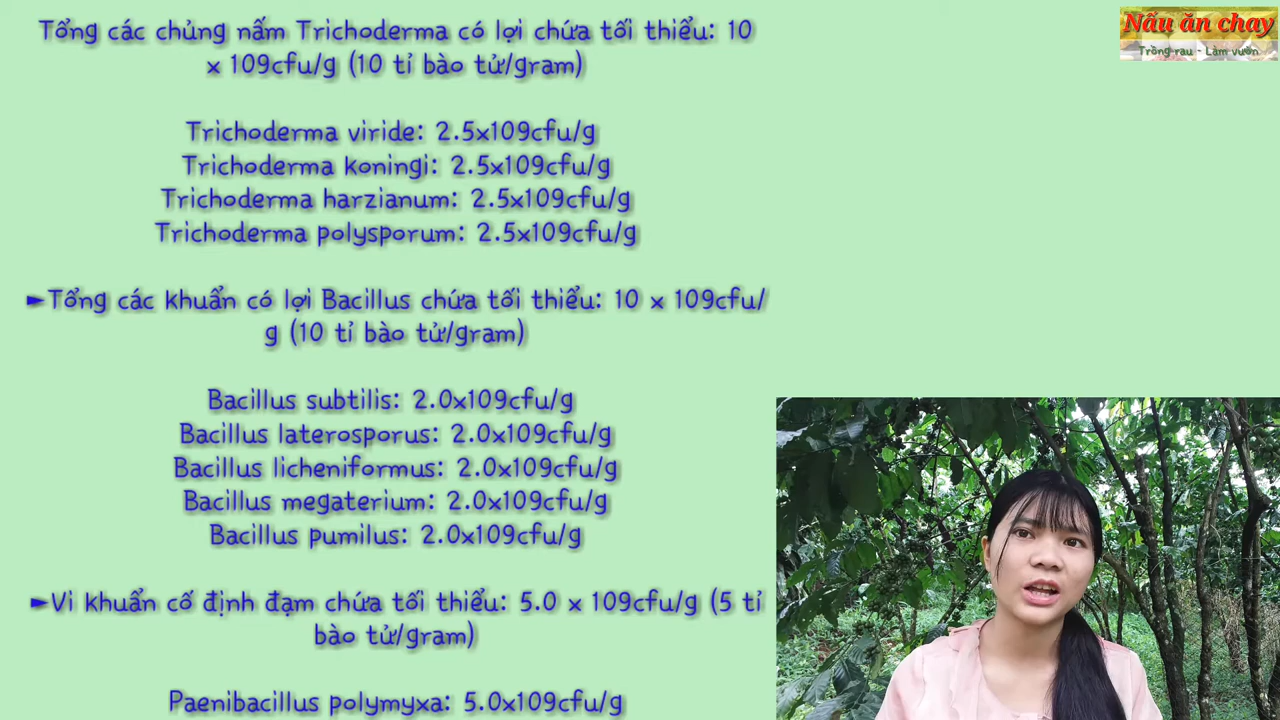 Tổng các chủng nấm Trichoderma có lợi chứa tối thiểu: 10
x 109cfu/g (10 tỉ bào tử/gram)
Trichoderma viride: 2.5x109cfu/g
Trichoderma koningi: 2.5x109cfu/g
Trichoderma harzianum: 2.5x109cfu/g
Trichoderma polysporum: 2.5x109cfu/g
►Tổng các khuẩn có lợi Bacillus chứa tối thiểu: 10 x 109cfu/
g (10 tỉ bào tử/gram)
Bacillus subtilis: 2.0x109cfu/g
Bacillus laterosporus: 2.0x109cfu/g
Bacillus licheniformus: 2.0x109cfu/g
Bacillus megaterium: 2.0x109cfu/g
Bacillus pumilus: 2.0x109cfu/g
►Vi khuẩn cố định đạm chứa tối thiểu: 5.0 x 109cfu/g (5 tỉ
bào tử/gram)
Paenibacillus polymyxa: 5.0x109cfu/g
Nấu ăn chay
Trồng rau - Làm vườn